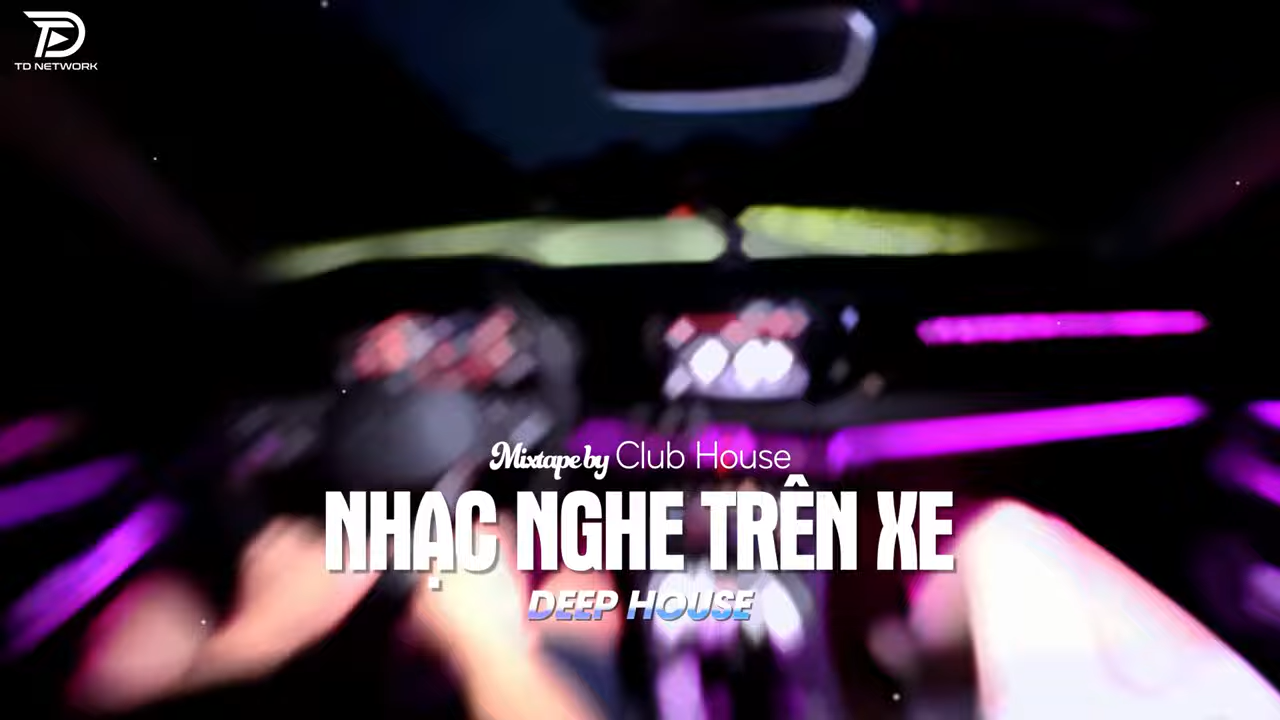 TD NETWORK
Mixtape by Club House
NHẠC NGHE TRÊN XE
DEEP HOUSE